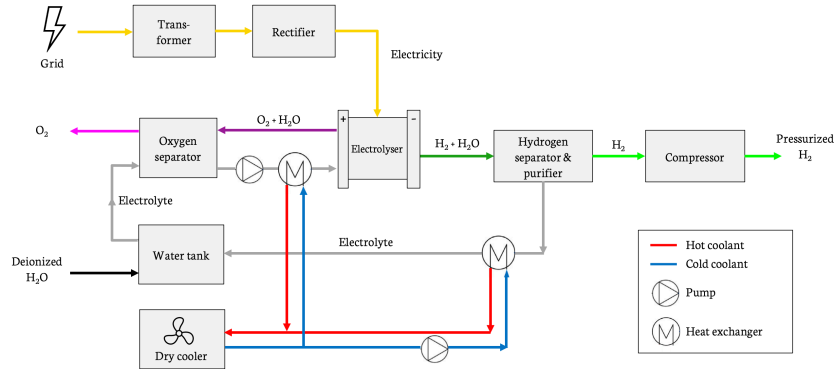 Trans-
former
Rectifier
Grid
Electricity
O₂
Oxygen
separator
O₂ + H₂O
+
−
Electrolyser
H₂ + H₂O
Hydrogen
separator &
purifier
H₂
Compressor
Pressurized
H₂
Electrolyte
Deionized
H₂O
Water tank
Electrolyte
M
M
Dry cooler
Hot coolant
Cold coolant
Pump
M
Heat exchanger